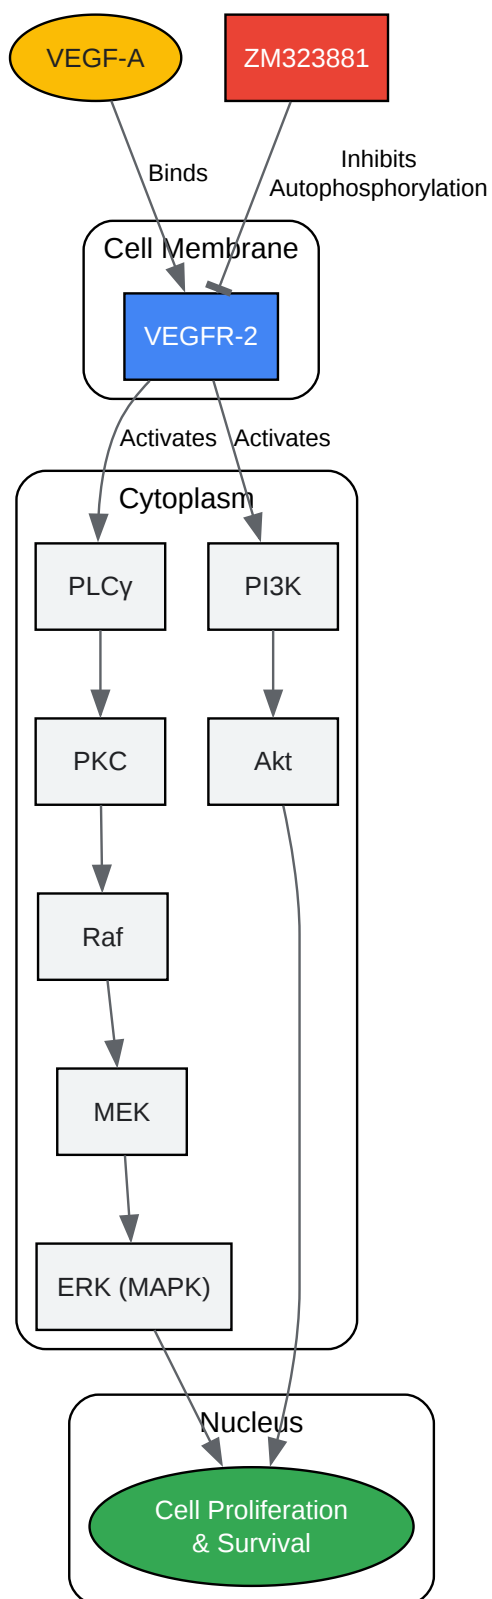 VEGF-A
ZM323881
Binds
Inhibits
Autophosphorylation
Cell Membrane
VEGFR-2
Activates
Activates
Cytoplasm
PLCγ
PI3K
PKC
Akt
Raf
MEK
ERK (MAPK)
Nucleus
Cell Proliferation
& Survival